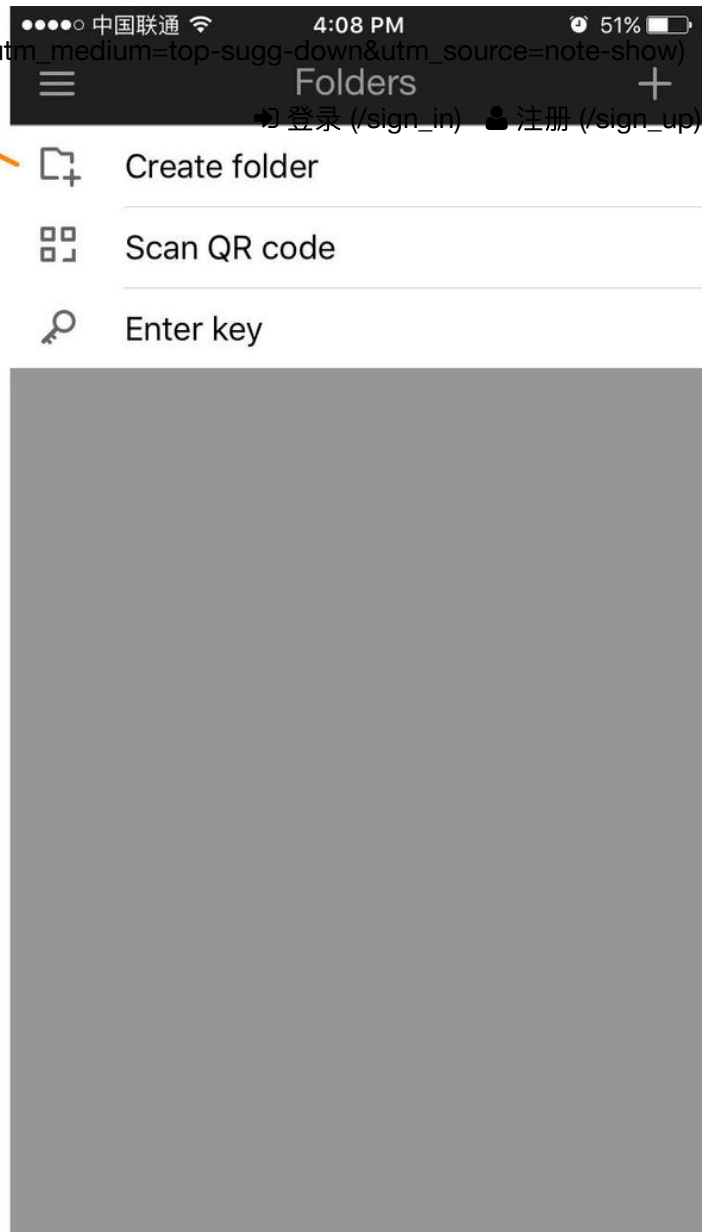 中国联通 4:08 PM 51%
utm_medium=top-sugg-down&utm_source=note-show)
Folders
登录 (/sign_in) 注册 (/sign_up)
Create folder
Scan QR code
Enter key